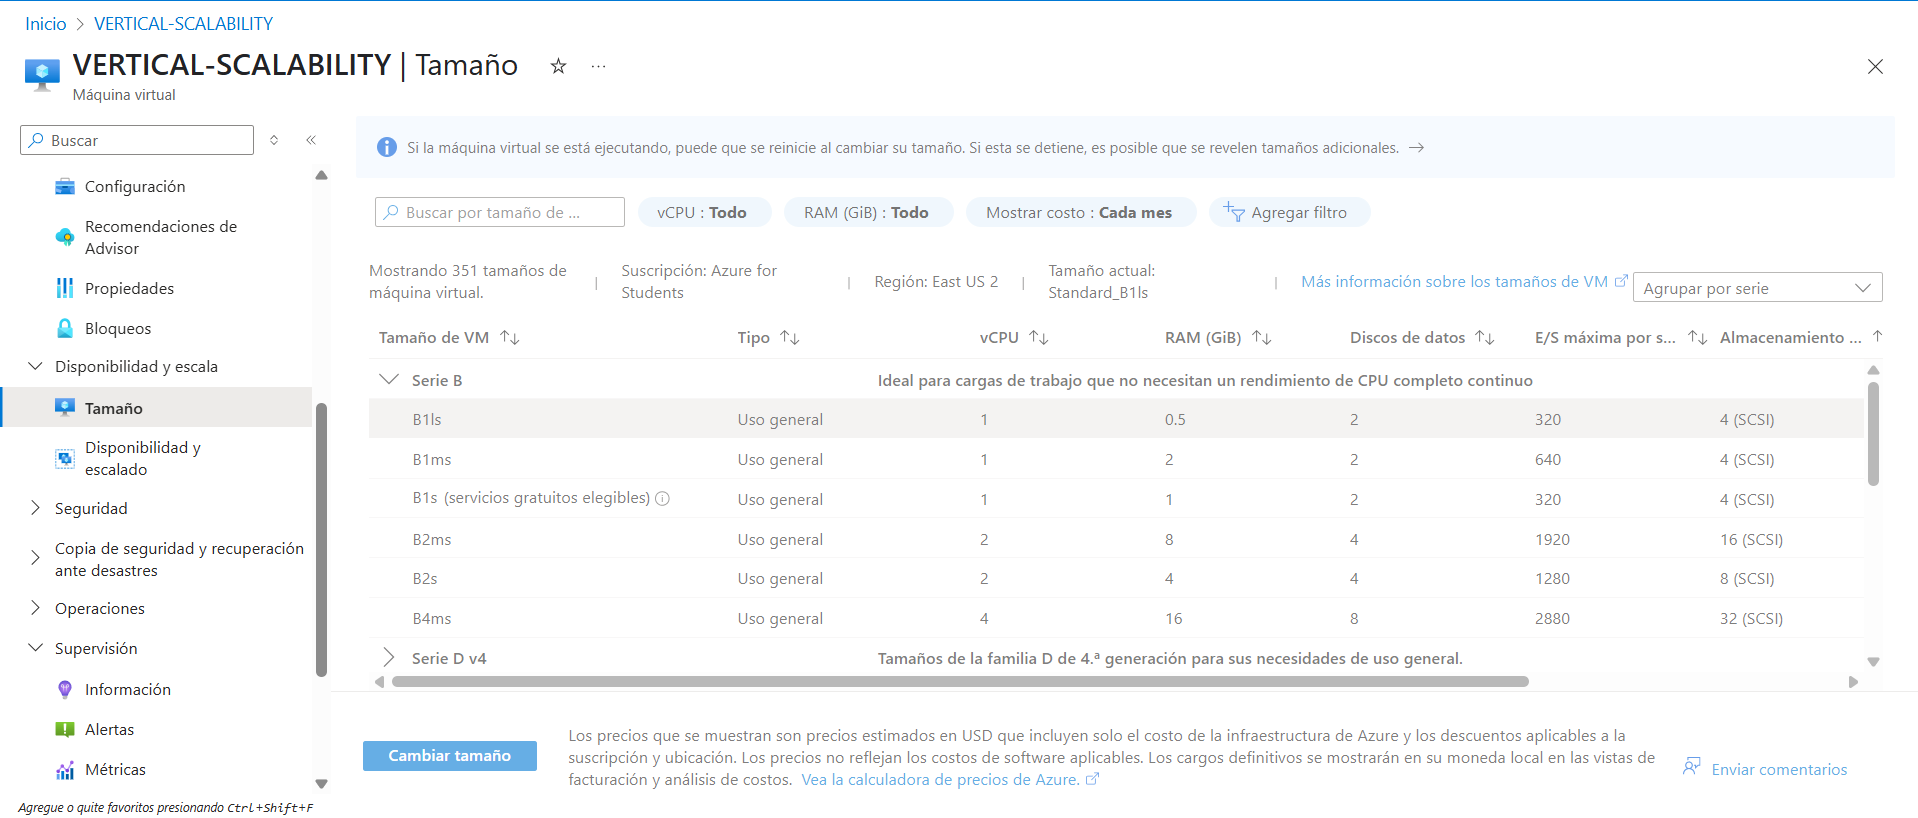 Inicio > VERTICAL-SCALABILITY
VERTICAL-SCALABILITY | Tamaño
Máquina virtual
Buscar
Configuración
Recomendaciones de
Advisor
Propiedades
Bloqueos
Disponibilidad y escala
Tamaño
Disponibilidad y
escalado
Seguridad
Copia de seguridad y recuperación
ante desastres
Operaciones
Supervisión
Información
Alertas
Métricas
Agregue o quite favoritos presionando Ctrl+Shift+F
Si la máquina virtual se está ejecutando, puede que se reinicie al cambiar su tamaño. Si esta se detiene, es posible que se revelen tamaños adicionales. →
Buscar por tamaño de ...
vCPU : Todo
RAM (GiB) : Todo
Mostrar costo : Cada mes
Agregar filtro
Mostrando 351 tamaños de
máquina virtual.
Suscripción: Azure for
Students
Región: East US 2
Tamaño actual:
Standard_B1ls
Más información sobre los tamaños de VM
Agrupar por serie
Tamaño de VM Tipo vCPU RAM (GiB) Discos de datos E/S máxima por s... Almacenamiento ...
Serie B Ideal para cargas de trabajo que no necesitan un rendimiento de CPU completo continuo
B1ls Uso general 1 0.5 2 320 4 (SCSI)
B1ms Uso general 1 2 2 640 4 (SCSI)
B1s (servicios gratuitos elegibles) Uso general 1 1 2 320 4 (SCSI)
B2ms Uso general 2 8 4 1920 16 (SCSI)
B2s Uso general 2 4 4 1280 8 (SCSI)
B4ms Uso general 4 16 8 2880 32 (SCSI)
Serie D v4 Tamaños de la familia D de 4.ª generación para sus necesidades de uso general.
Cambiar tamaño
Los precios que se muestran son precios estimados en USD que incluyen solo el costo de la infraestructura de Azure y los descuentos aplicables a la
suscripción y ubicación. Los precios no reflejan los costos de software aplicables. Los cargos definitivos se mostrarán en su moneda local en las vistas de
facturación y análisis de costos. Vea la calculadora de precios de Azure.
Enviar comentarios